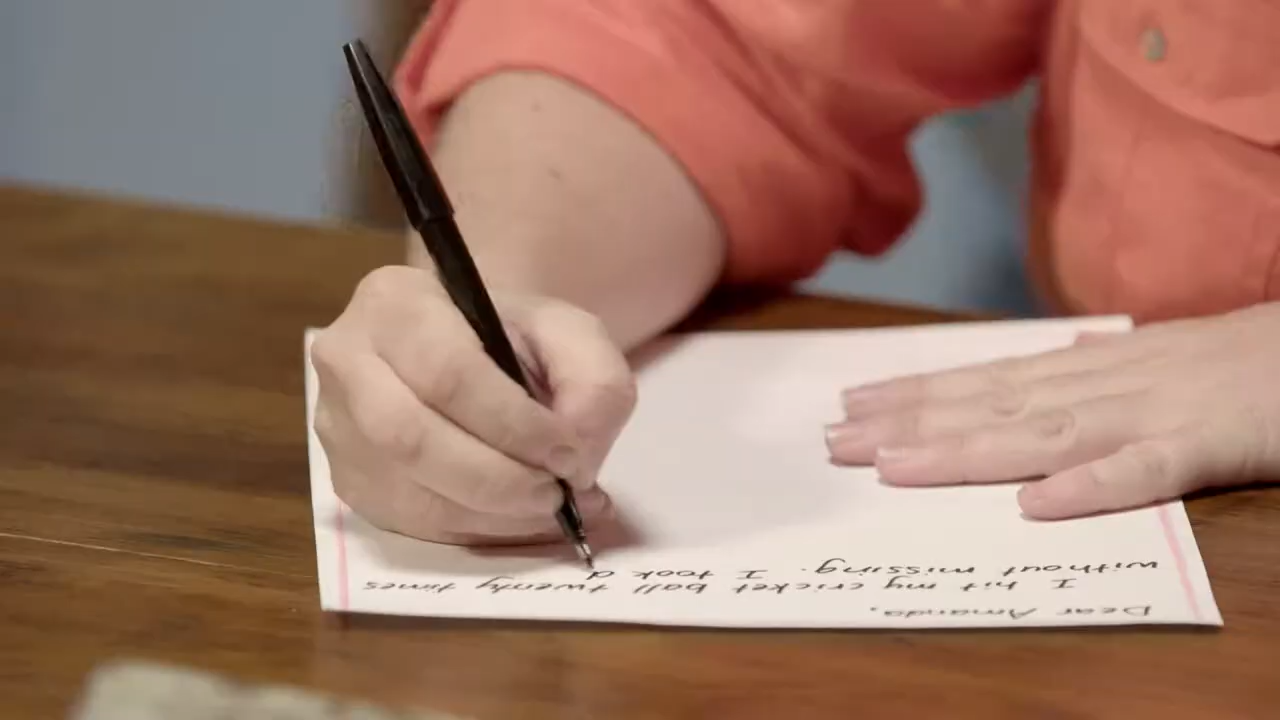 Dear Amanda,
I hit my cricket ball twenty times
without missing. I took a